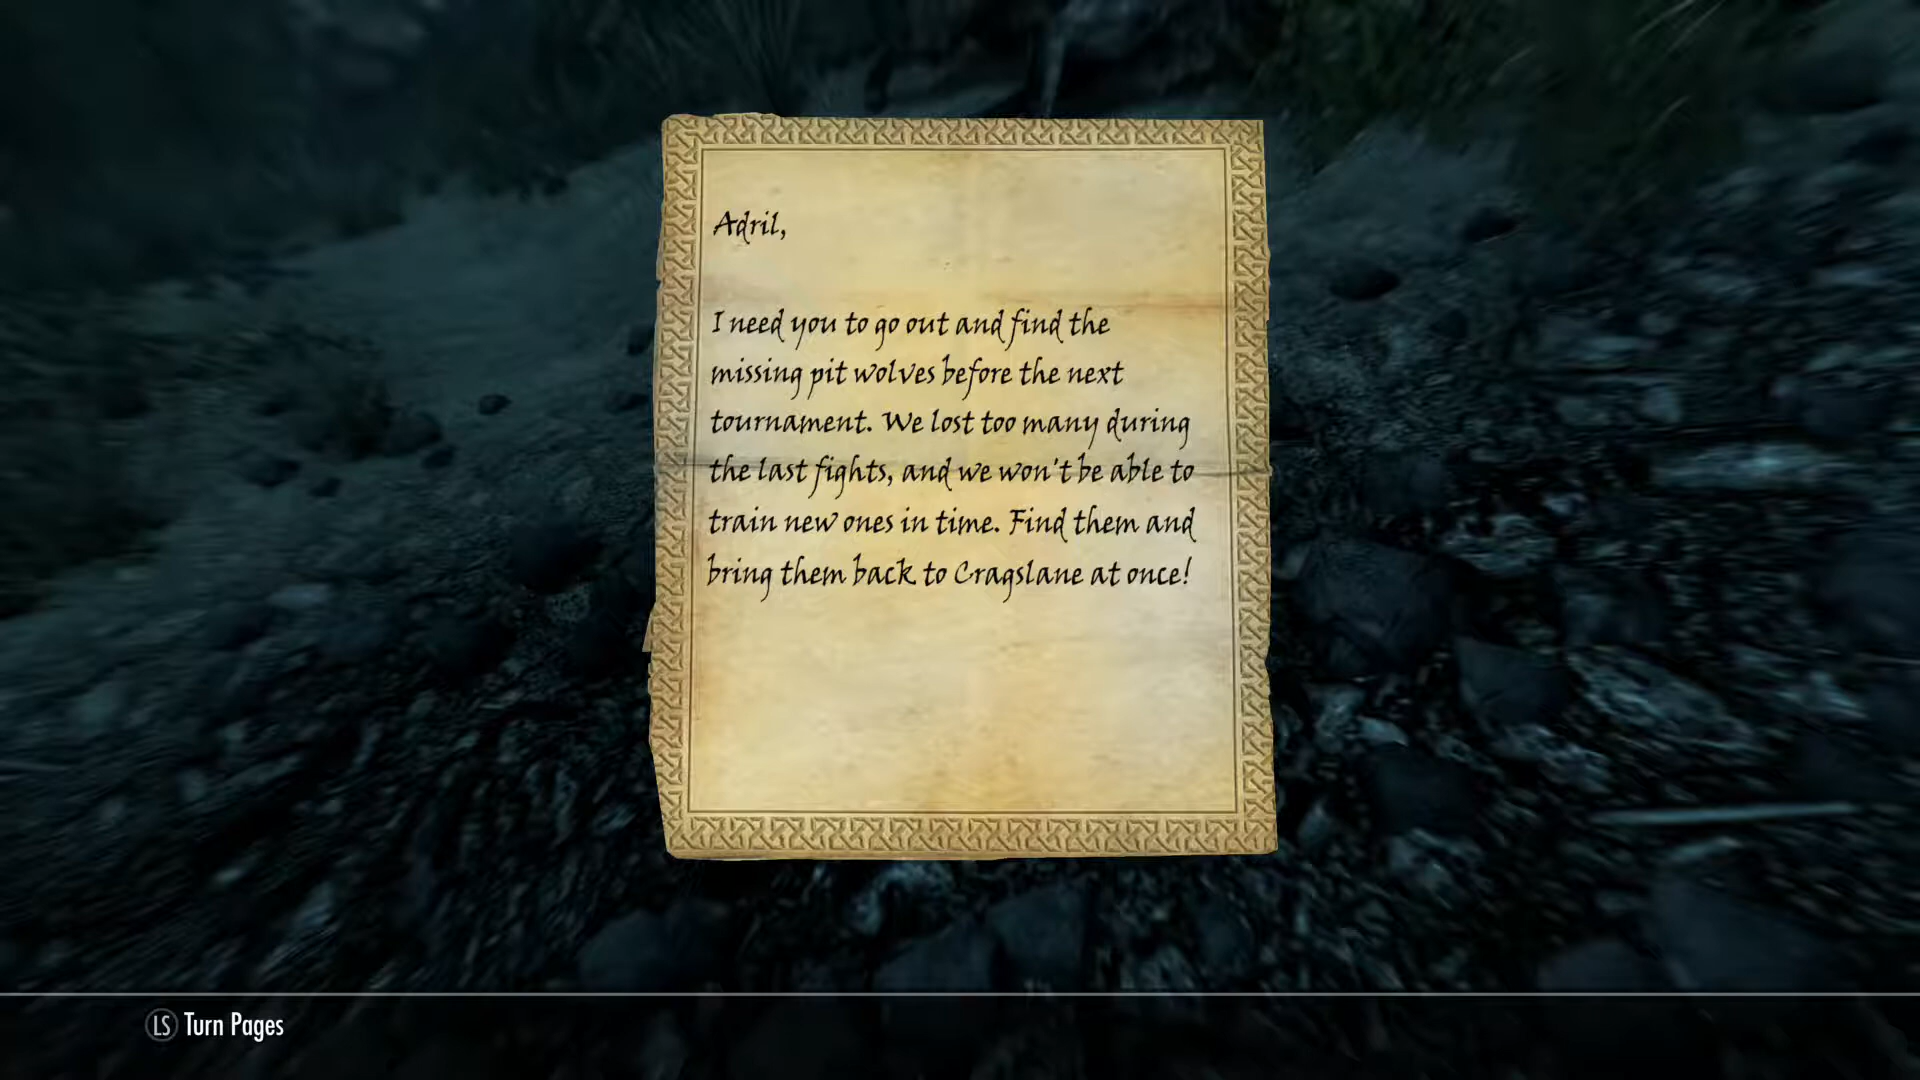 Adril,
I need you to go out and find the
missing pit wolves before the next
tournament. We lost too many during
the last fights, and we won't be able to
train new ones in time. Find them and
bring them back to Cragslane at once!
LS Turn Pages